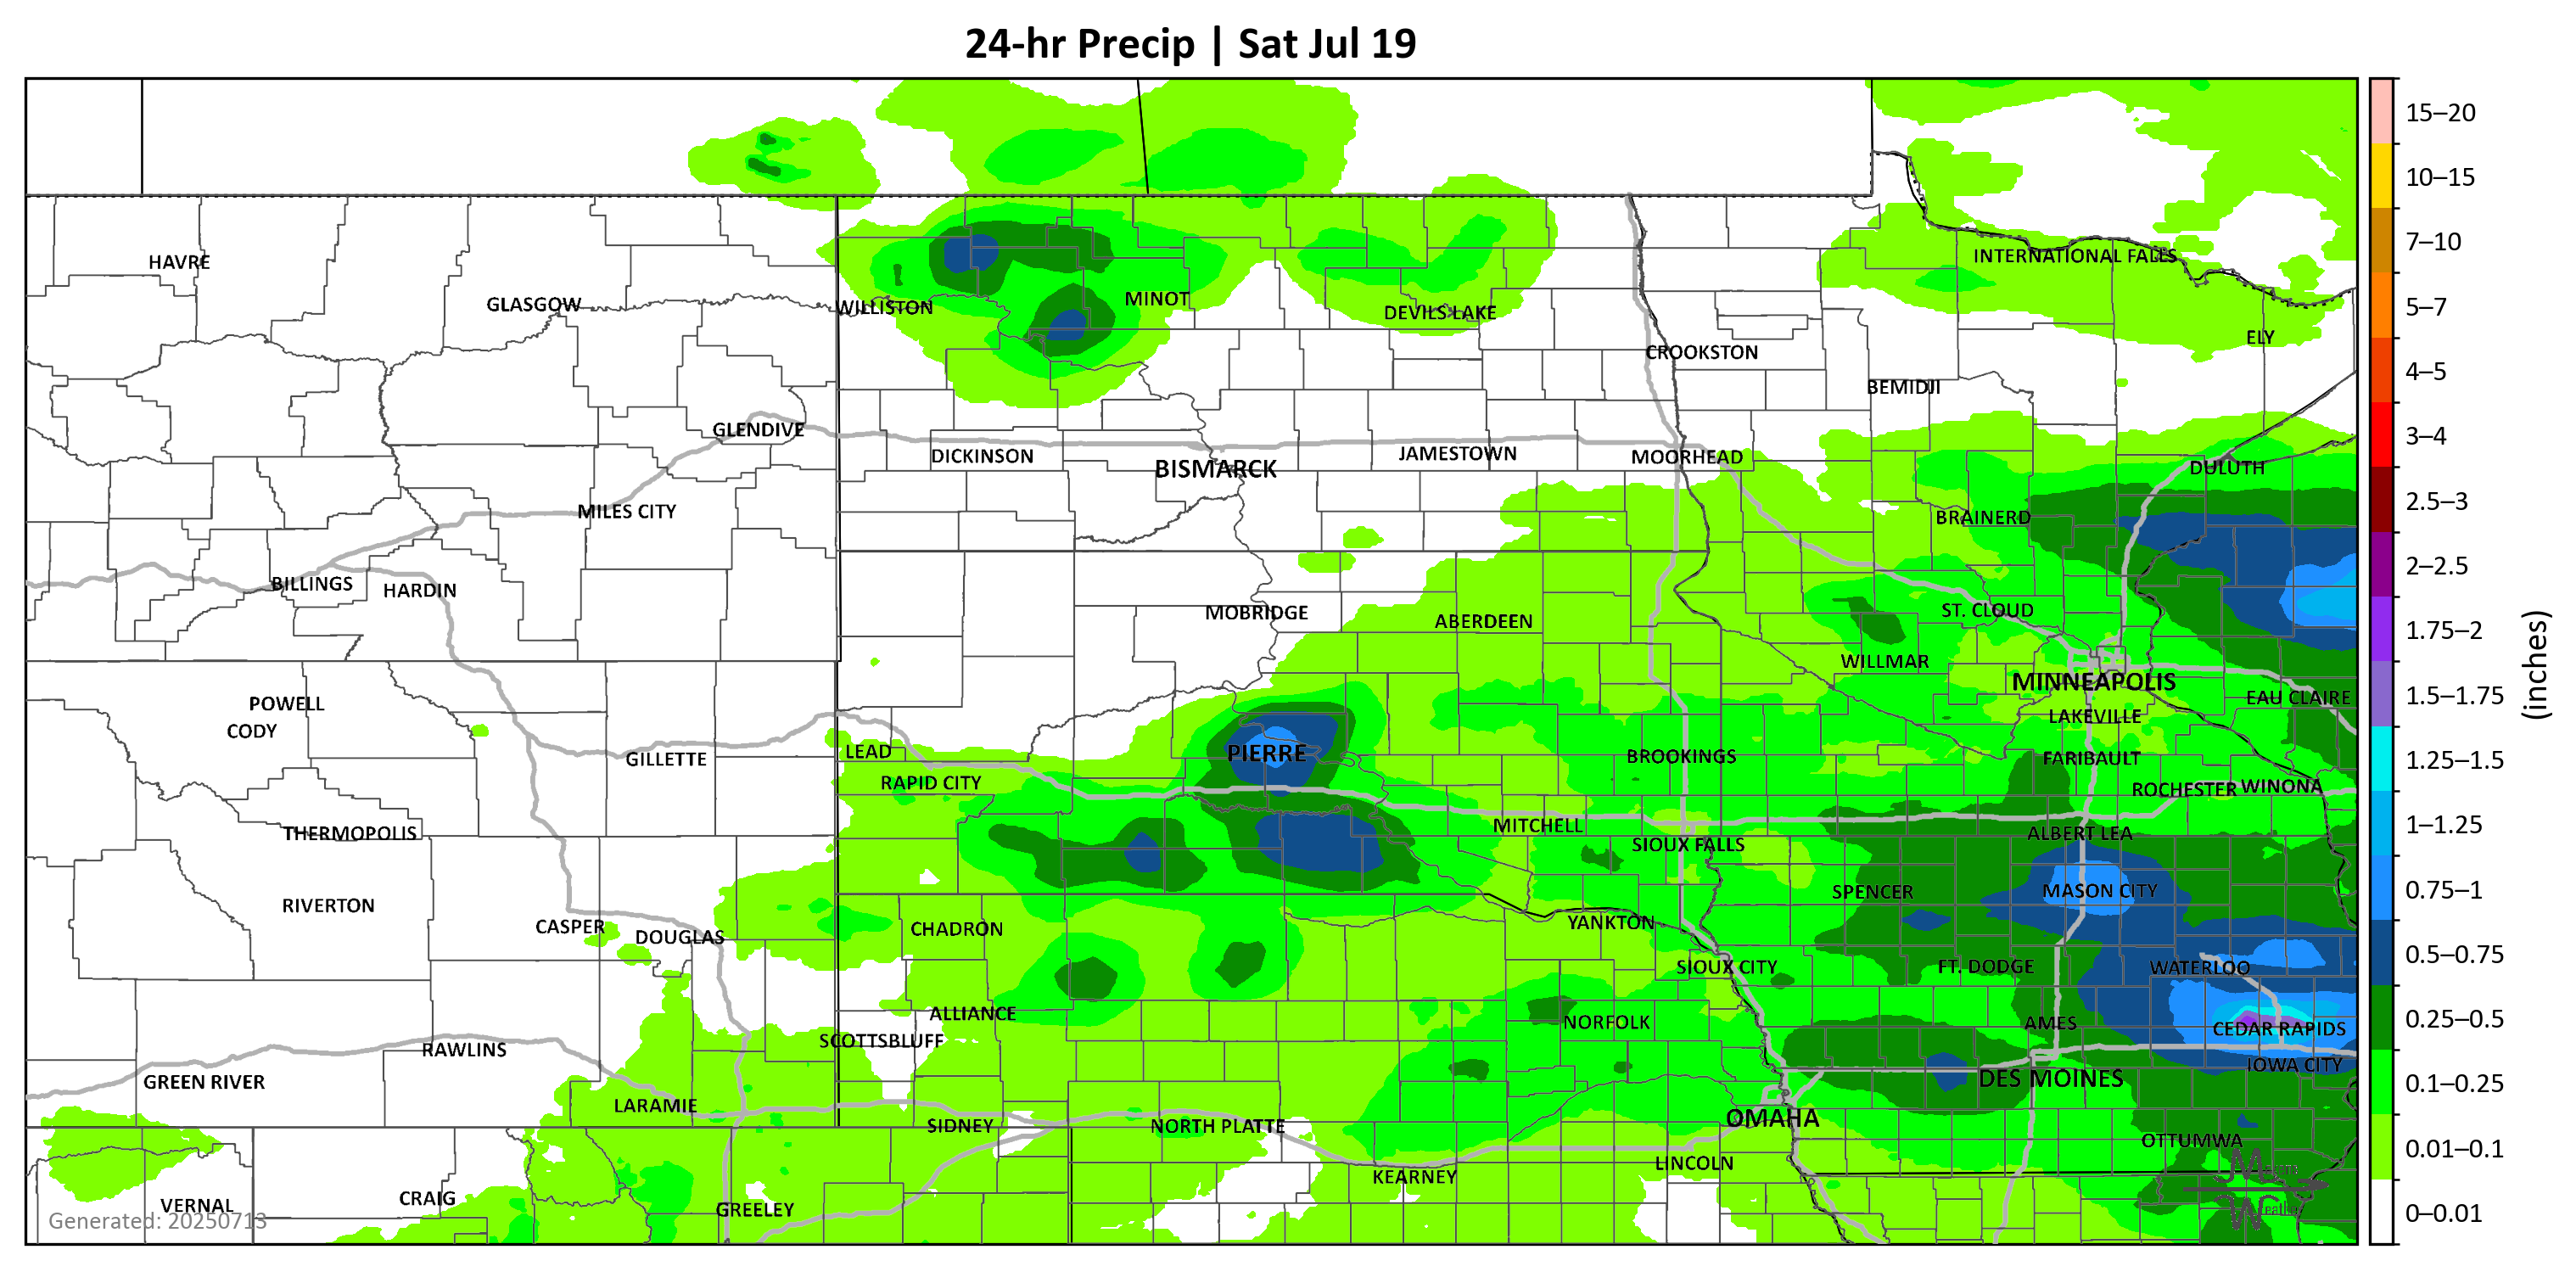 24-hr Precip | Sat Jul 19
15–20
10–15
HAVRE
INTERNATIONAL FALLS
7–10
GLASGOW
WILLISTON
MINOT
DEVILS LAKE
5–7
ELY
CROOKSTON
BEMIDJI
4–5
GLENDIVE
DICKINSON
BISMARCK
JAMESTOWN
MOORHEAD
DULUTH
3–4
MILES CITY
BRAINERD
2.5–3
BILLINGS
HARDIN
2–2.5
MOBRIDGE
ABERDEEN
ST. CLOUD
1.75–2
WILLMAR
MINNEAPOLIS
POWELL
EAU CLAIRE
1.5–1.75
(inches)
CODY
LAKEVILLE
GILLETTE
LEAD
PIERRE
BROOKINGS
FARIBAULT
1.25–1.5
RAPID CITY
ROCHESTER
WINONA
THERMOPOLIS
MITCHELL
ALBERT LEA
1–1.25
SIOUX FALLS
RIVERTON
SPENCER
MASON CITY
0.75–1
CASPER
DOUGLAS
CHADRON
YANKTON
SIOUX CITY
FT. DODGE
WATERLOO
0.5–0.75
ALLIANCE
NORFOLK
AMES
CEDAR RAPIDS
0.25–0.5
RAWLINS
SCOTTSBLUFF
IOWA CITY
GREEN RIVER
DES MOINES
0.1–0.25
LARAMIE
SIDNEY
NORTH PLATTE
OMAHA
OTTUMWA
0.01–0.1
KEARNEY
LINCOLN
VERNAL
CRAIG
GREELEY
0–0.01
Generated: 20250713